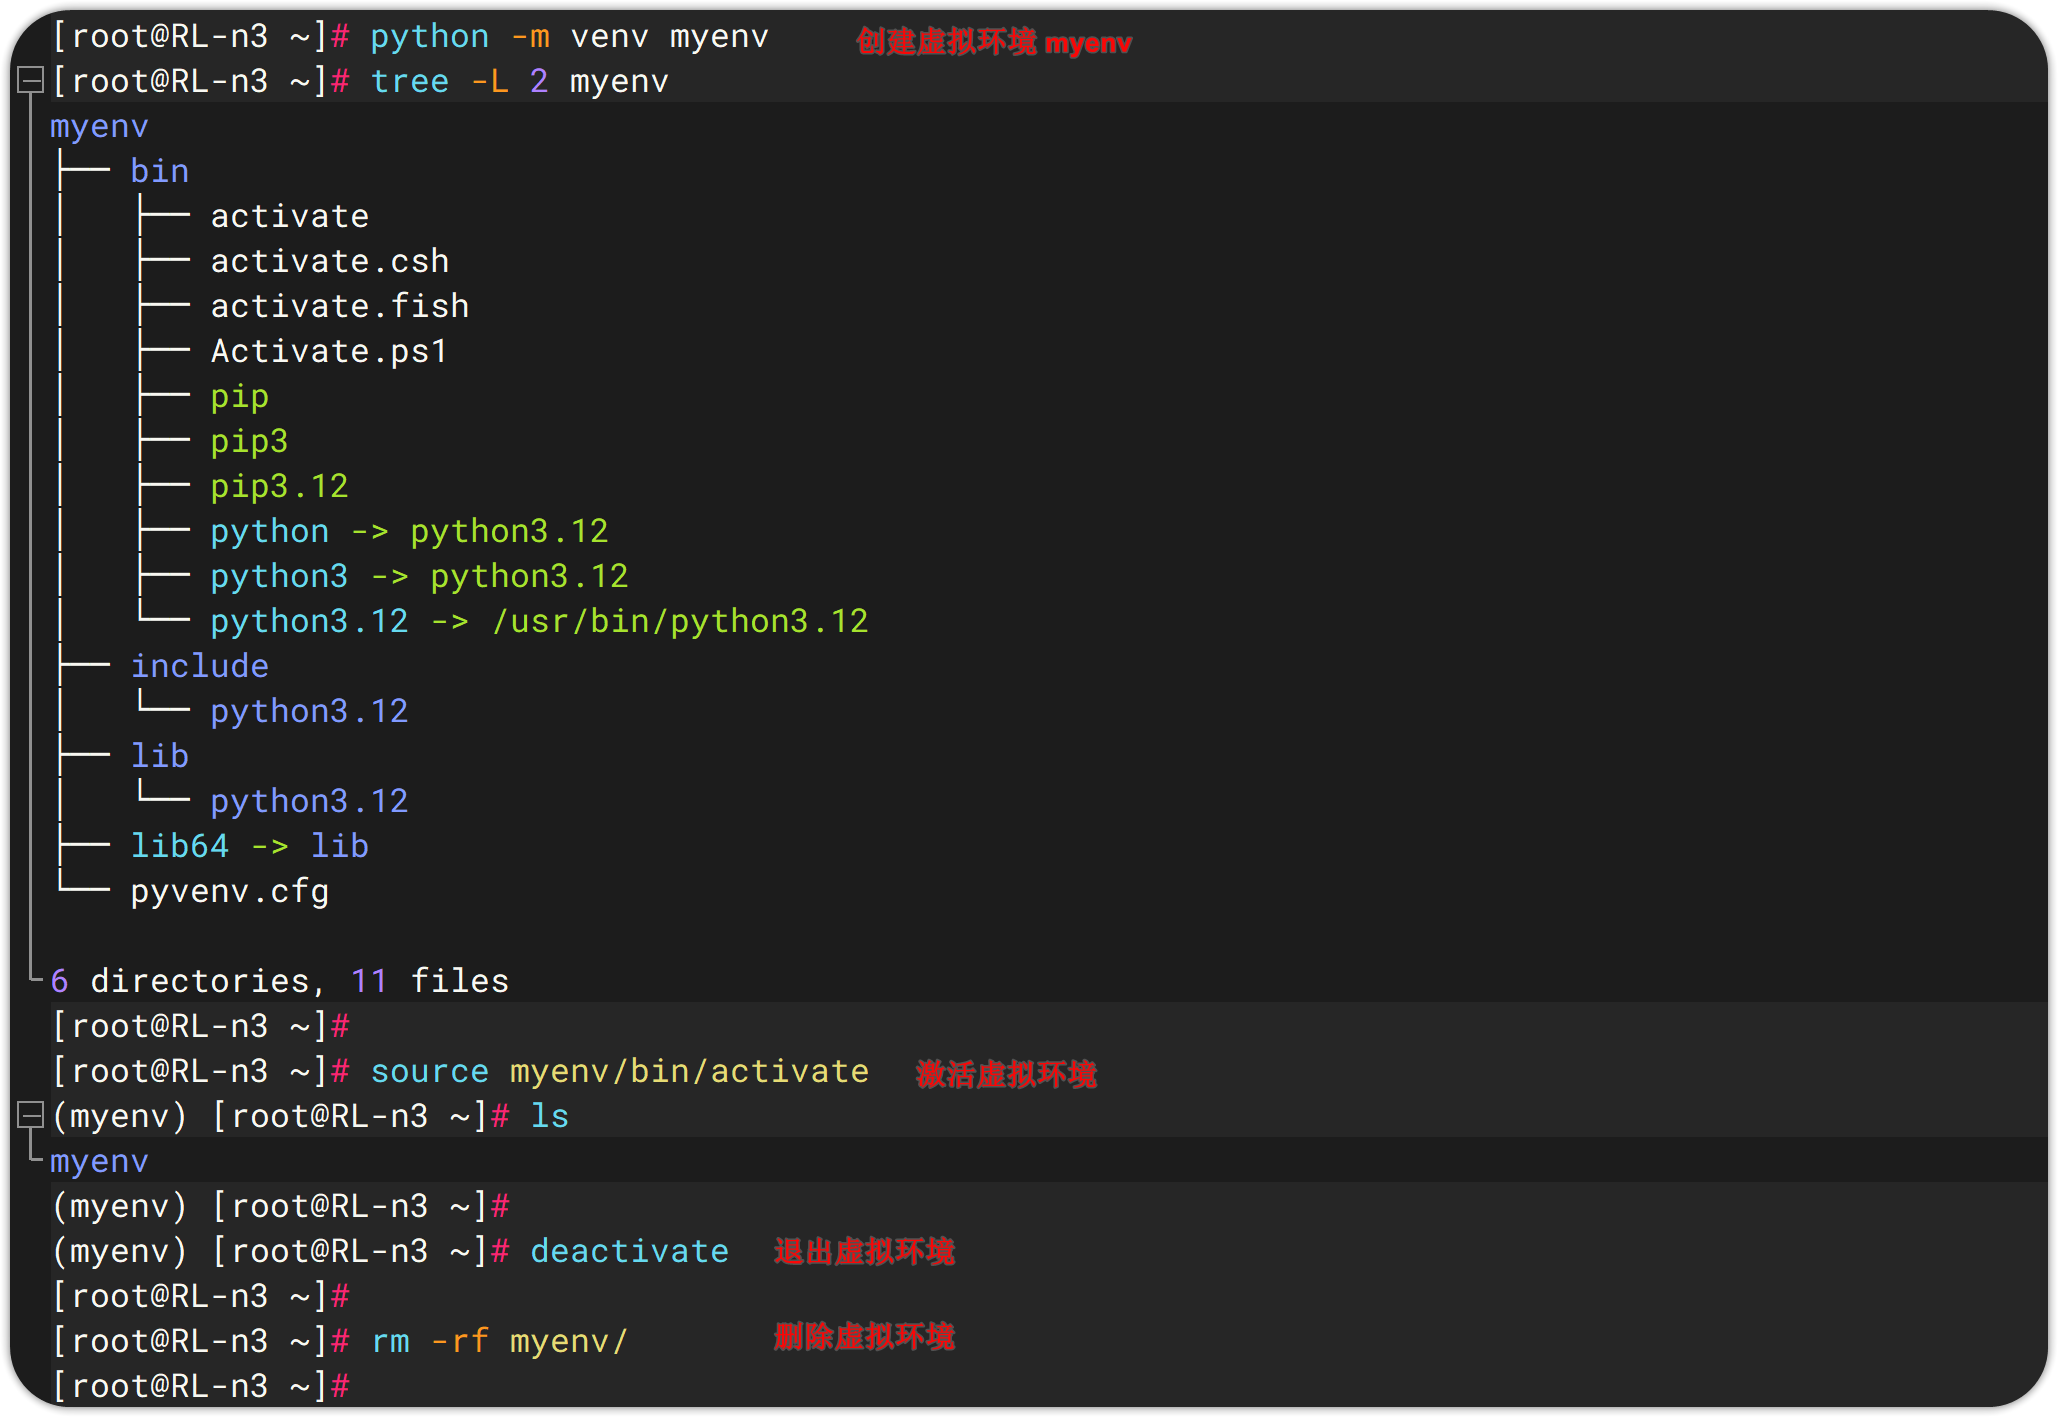 [root@RL-n3 ~]# python -m venv myenv 创建虚拟环境 myenv
[root@RL-n3 ~]# tree -L 2 myenv
myenv
├── bin
│   ├── activate
│   ├── activate.csh
│   ├── activate.fish
│   ├── Activate.ps1
│   ├── pip
│   ├── pip3
│   ├── pip3.12
│   ├── python -> python3.12
│   ├── python3 -> python3.12
│   └── python3.12 -> /usr/bin/python3.12
├── include
│   └── python3.12
├── lib
│   └── python3.12
├── lib64 -> lib
└── pyvenv.cfg
6 directories, 11 files
[root@RL-n3 ~]#
[root@RL-n3 ~]# source myenv/bin/activate 激活虚拟环境
(myenv) [root@RL-n3 ~]# ls
myenv
(myenv) [root@RL-n3 ~]#
(myenv) [root@RL-n3 ~]# deactivate 退出虚拟环境
[root@RL-n3 ~]#
[root@RL-n3 ~]# rm -rf myenv/ 删除虚拟环境
[root@RL-n3 ~]#